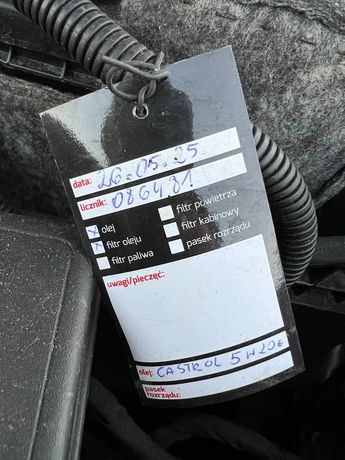 data: 26.05.25
licznik: 086481
x olej
x filtr oleju
filtr paliwa
filtr powietrza
filtr kabinowy
pasek rozrządu
uwagi/pieczęć:
olej: CASTROL 5W20E
pasek
rozrządu: